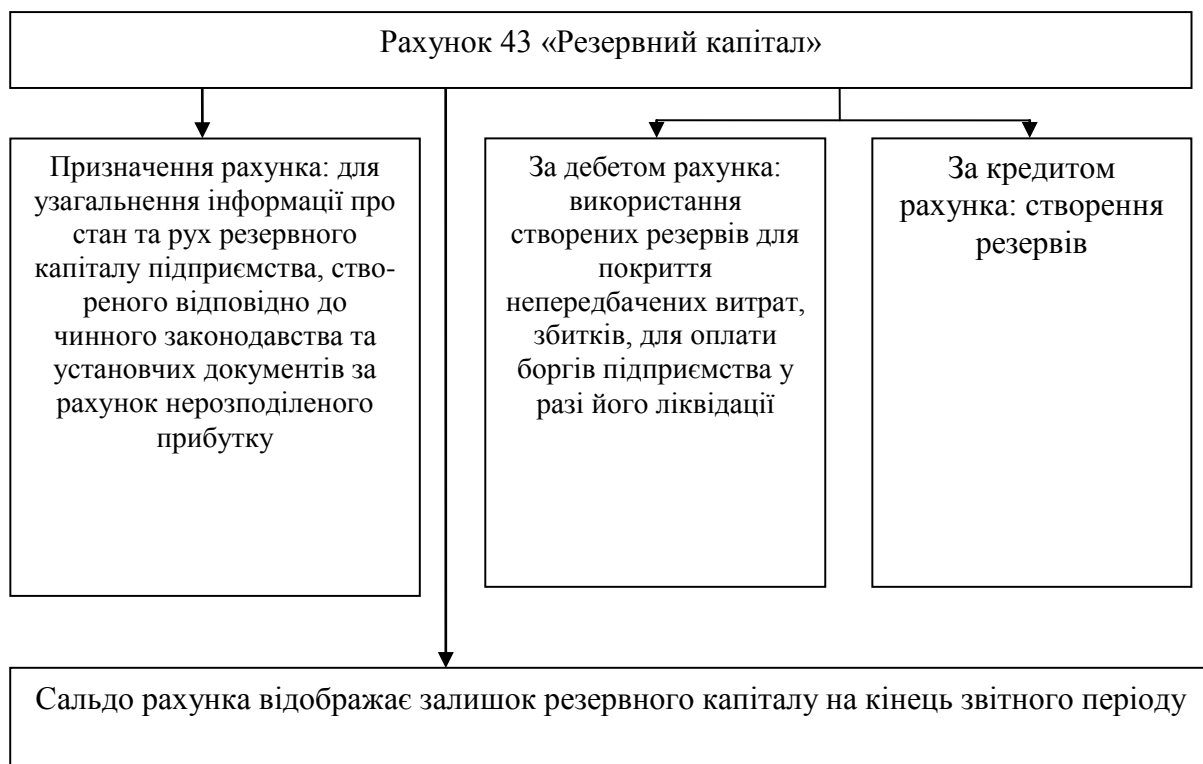 Рахунок 43 «Резервний капітал»
Призначення рахунка: для
узагальнення інформації про
стан та рух резервного
капіталу підприємства, ство-
реного відповідно до
чинного законодавства та
установчих документів за
рахунок нерозподіленого
прибутку
За дебетом рахунка:
використання
створених резервів для
покриття
непередбачених витрат,
збитків, для оплати
боргів підприємства у
разі його ліквідації
За кредитом
рахунка: створення
резервів
Сальдо рахунка відображає залишок резервного капіталу на кінець звітного періоду